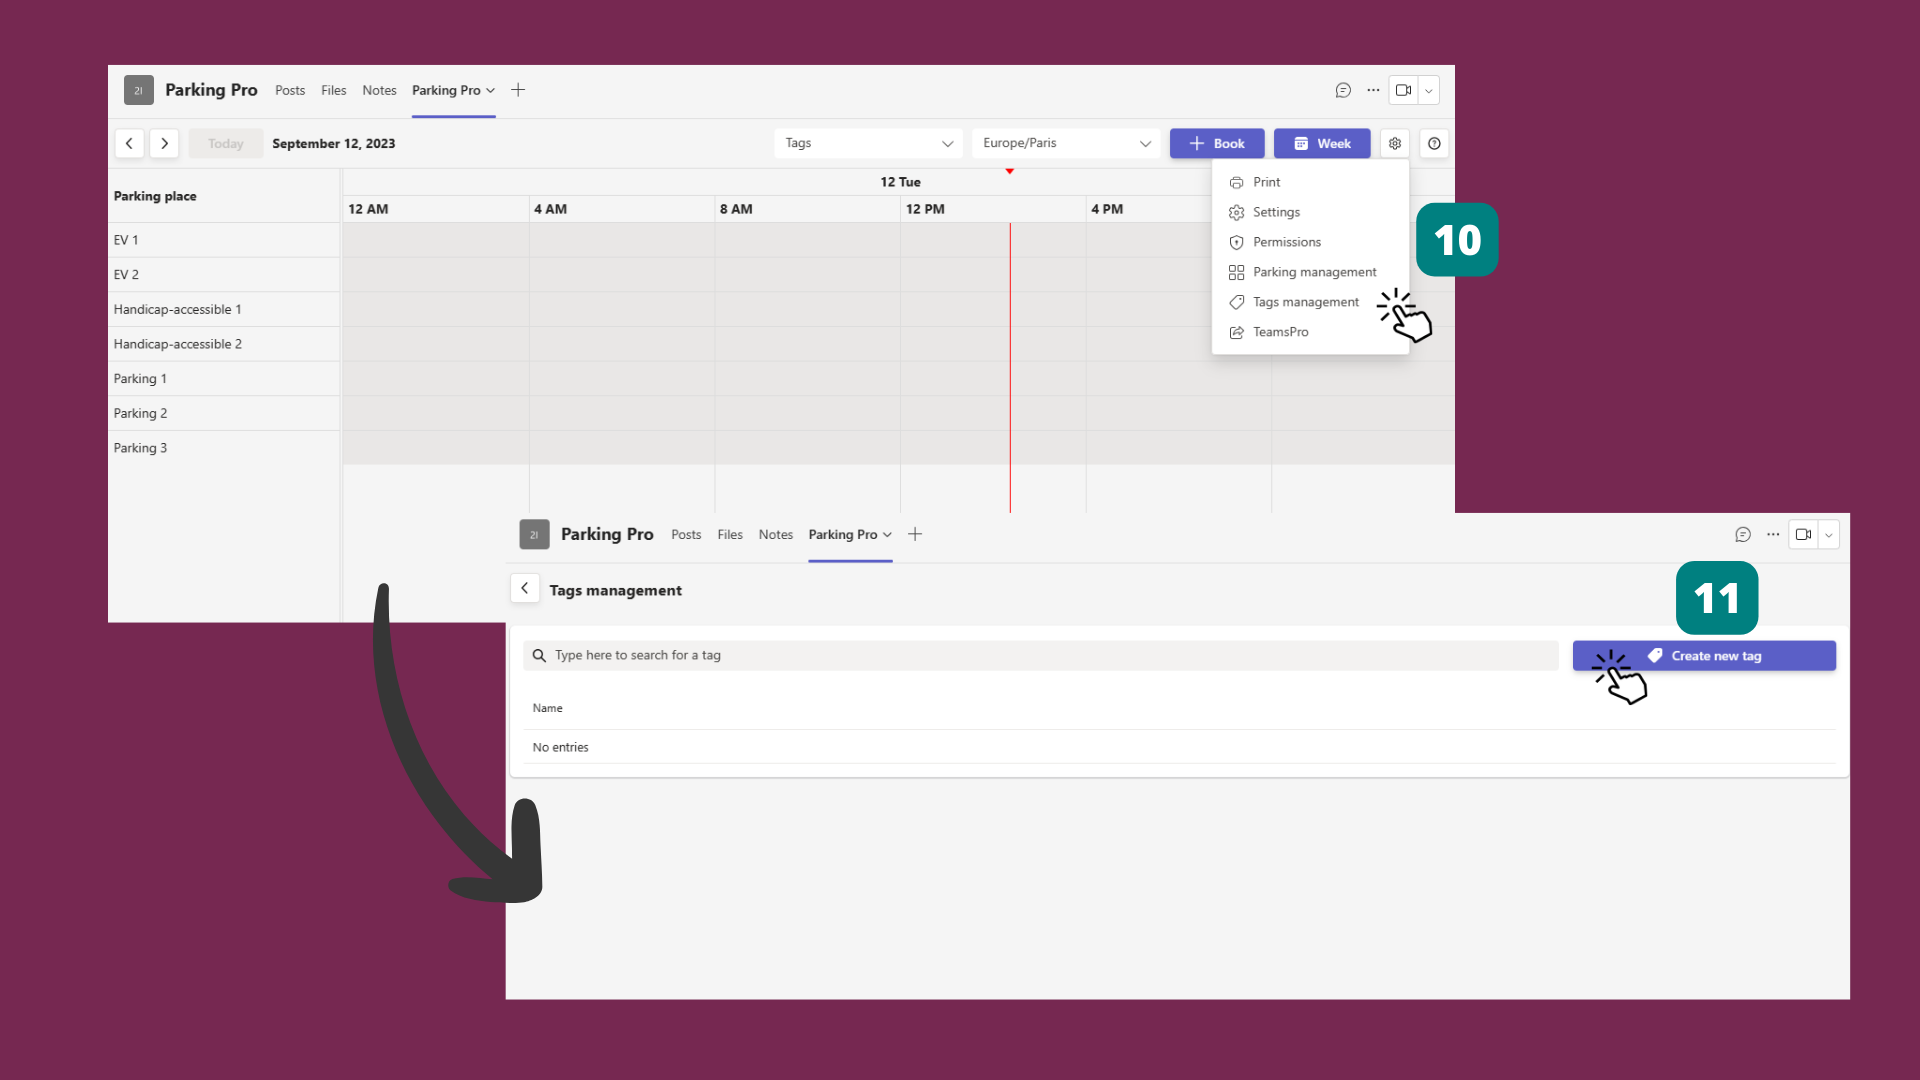 21 Parking Pro Posts Files Notes Parking Pro
Today September 12, 2023 Tags Europe/Paris Book Week
Parking place 12 Tue
12 AM 4 AM 8 AM 12 PM 4 PM
Print
Settings
Permissions
Parking management
Tags management
TeamsPro
10
EV 1
EV 2
Handicap-accessible 1
Handicap-accessible 2
Parking 1
Parking 2
Parking 3
21 Parking Pro Posts Files Notes Parking Pro
Tags management
11
Type here to search for a tag Create new tag
Name
No entries